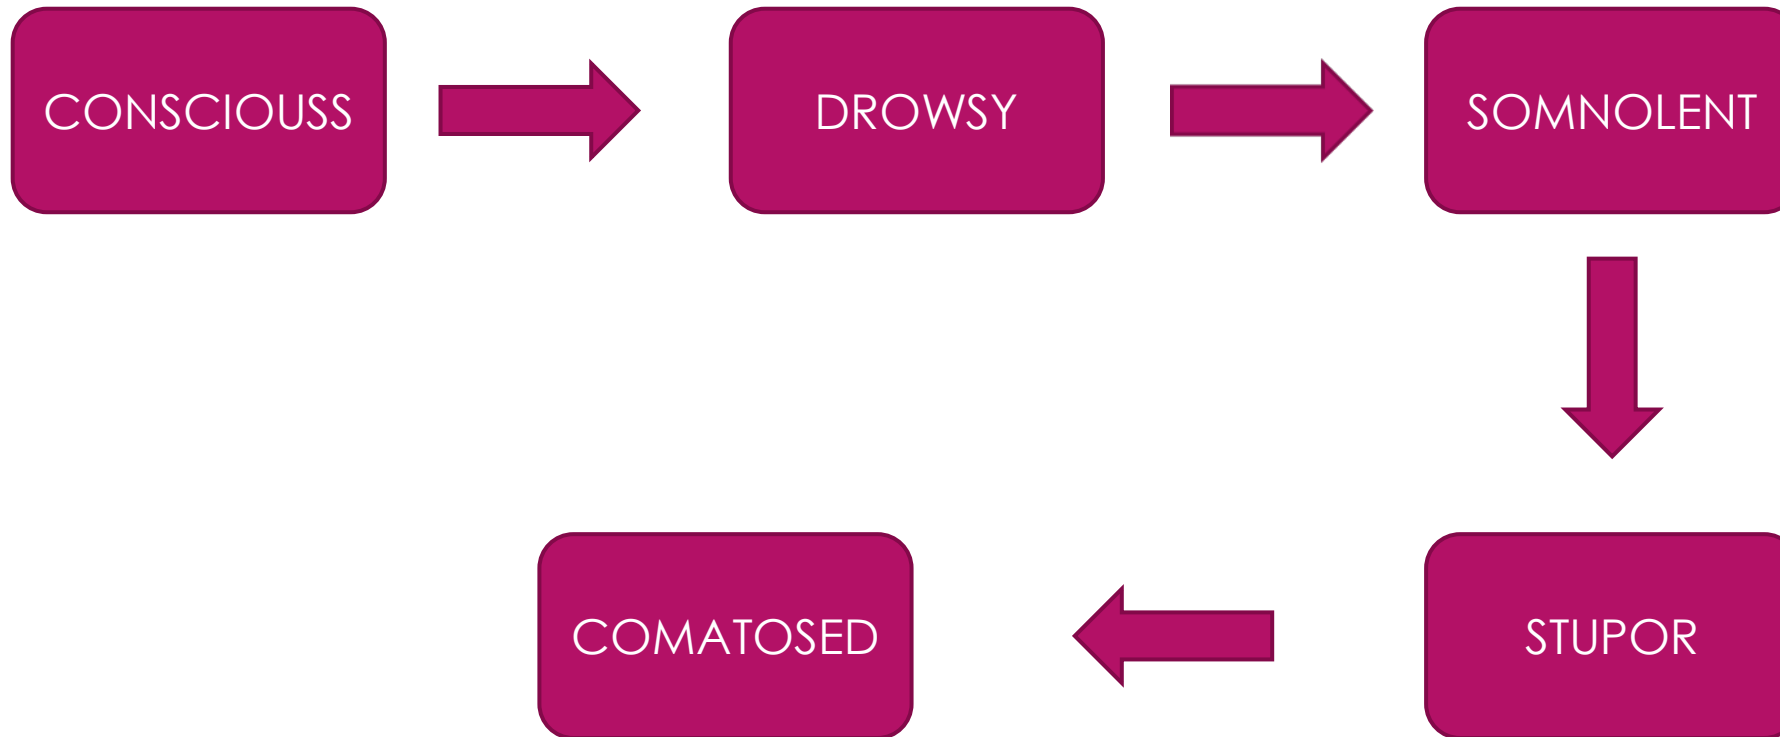 CONSCIOUSS
DROWSY
SOMNOLENT
STUPOR
COMATOSED